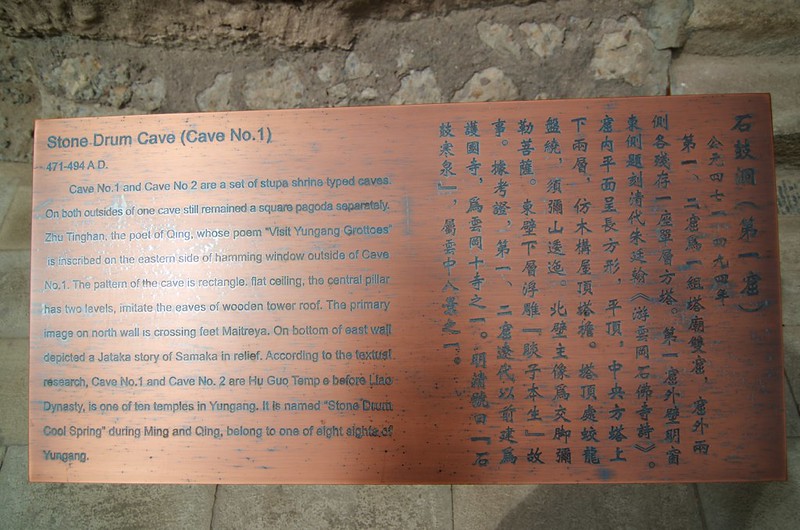 Stone Drum Cave (Cave No.1)
471-494 A.D.
Cave No.1 and Cave No 2 are a set of stupa shrine typed caves.
On both outsides of one cave still remained a square pagoda separately.
Zhu Tinghan, the poet of Qing, whose poem "Visit Yungang Grottoes"
is inscribed on the eastern side of hamming window outside of Cave
No.1. The pattern of the cave is rectangle, flat ceiling, the central pillar
has two levels, imitate the eaves of wooden tower roof. The primary
image on north wall is crossing feet Maitreya. On bottom of east wall
depicted a Jataka story of Samaka in relief. According to the textual
research, Cave No.1 and Cave No. 2 are Hu Guo Temp e before Liao
Dynasty, is one of ten temples in Yungang. It is named "Stone Drum
Cool Spring" during Ming and Qing, belong to one of eight sights of
Yungang.
石鼓洞（第一窟）
公元四七一—四九四年
第一、二窟爲一組塔廟雙窟，窟外兩
側各殘存一座單層方塔。第一窟外壁明窗
東側題刻清代朱廷翰《游雲岡石佛寺詩》。
窟内平面呈長方形，平頂，中央方塔上
下兩層，仿木構屋頂塔檐。塔頂處蛟龍
盤繞，須彌山逶迤。北壁主像爲交脚彌
勒菩薩。東壁下層浮雕『睒子本生』故
事。據考證，第一、二窟遼代以前建爲
護國寺，爲雲岡十寺之一。明清號曰『石
鼓寒泉』，屬雲中八景之一。